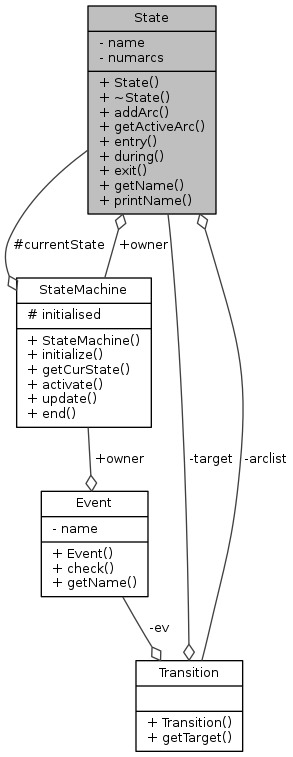 State
- name
- numarcs
+ State()
+ ~State()
+ addArc()
+ getActiveArc()
+ entry()
+ during()
+ exit()
+ getName()
+ printName()
#currentState
+owner
StateMachine
# initialised
+ StateMachine()
+ initialize()
+ getCurState()
+ activate()
+ update()
+ end()
+owner
-target
-arclist
Event
- name
+ Event()
+ check()
+ getName()
-ev
Transition
+ Transition()
+ getTarget()